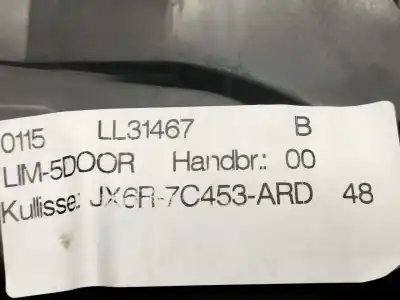 0115 LL31467 B
LIM-5DOOR Handbr.: 00
Kullisse: JX6R-7C453-ARD 48